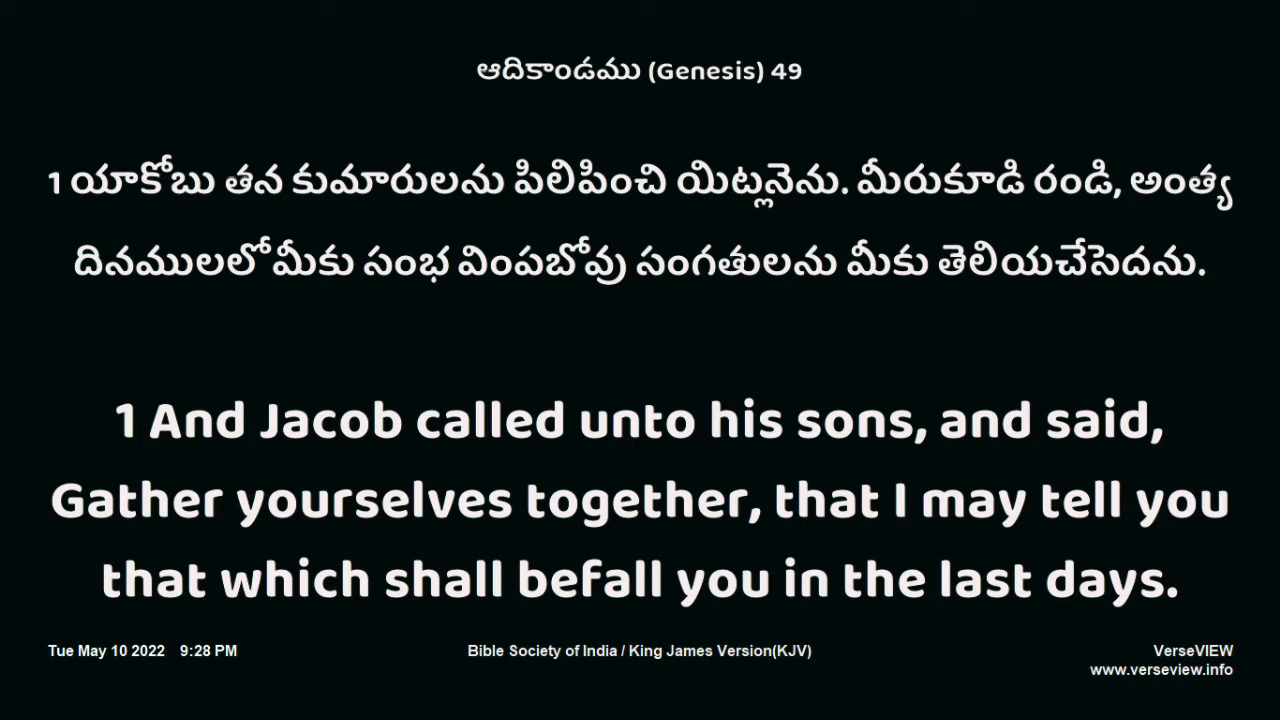 ఆదికాండము (Genesis) 49
1 యాకోబు తన కుమారులను పిలిపించి యిట్లనెను. మీరుకూడి రండి, అంత్య
దినములలో మీకు సంభ వింపబోవు సంగతులను మీకు తెలియచేసెదను.
1 And Jacob called unto his sons, and said,
Gather yourselves together, that I may tell you
that which shall befall you in the last days.
Tue May 10 2022 9:28 PM
Bible Society of India / King James Version(KJV)
VerseVIEW
www.verseview.info